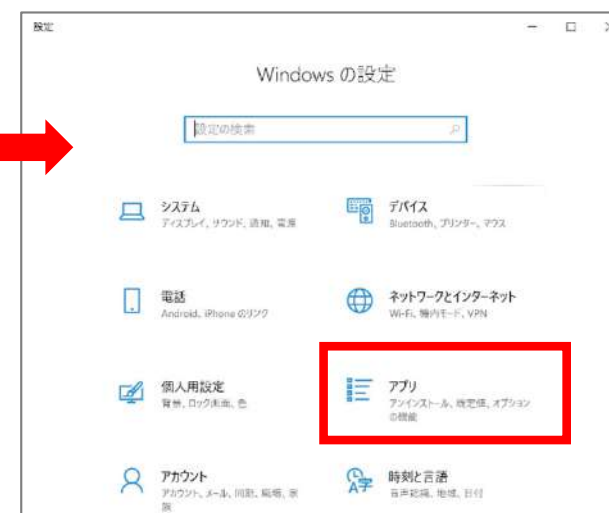 設定
Windows の設定
設定の検索
システム
ディスプレイ、サウンド、通知、電源
デバイス
Bluetooth、プリンター、マウス
電話
Android、iPhone のリンク
ネットワークとインターネット
Wi-Fi、機内モード、VPN
個人用設定
背景、ロック画面、色
アプリ
アンインストール、既定値、オプション
の機能
アカウント
アカウント、メール、同期、職場、家
族
時刻と言語
音声認識、地域、日付